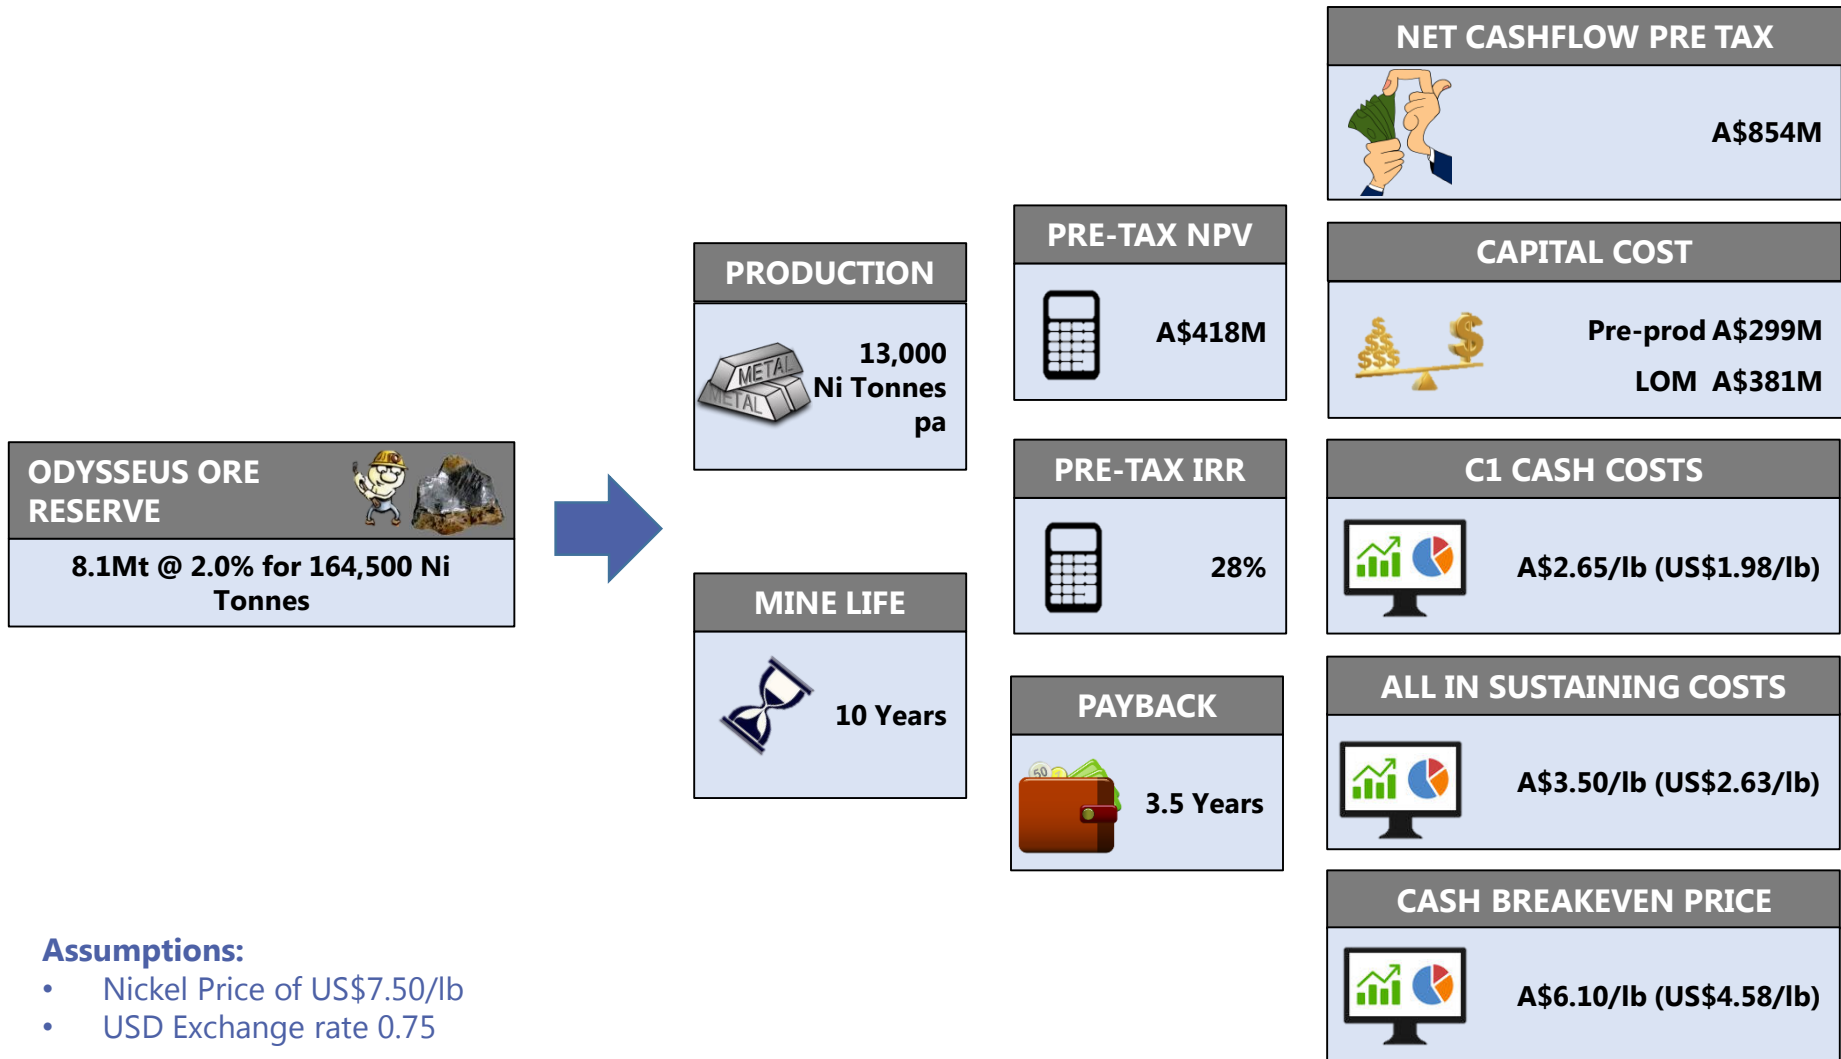 ODYSSEUS ORE
RESERVE
8.1Mt @ 2.0% for 164,500 Ni
Tonnes
PRODUCTION
METAL
METAL
13,000
Ni Tonnes
pa
MINE LIFE
10 Years
PRE-TAX NPV
A$418M
PRE-TAX IRR
28%
PAYBACK
50
3.5 Years
NET CASHFLOW PRE TAX
A$854M
CAPITAL COST
Pre-prod A$299M
LOM A$381M
C1 CASH COSTS
A$2.65/lb (US$1.98/lb)
ALL IN SUSTAINING COSTS
A$3.50/lb (US$2.63/lb)
CASH BREAKEVEN PRICE
A$6.10/lb (US$4.58/lb)
Assumptions:
• Nickel Price of US$7.50/lb
• USD Exchange rate 0.75